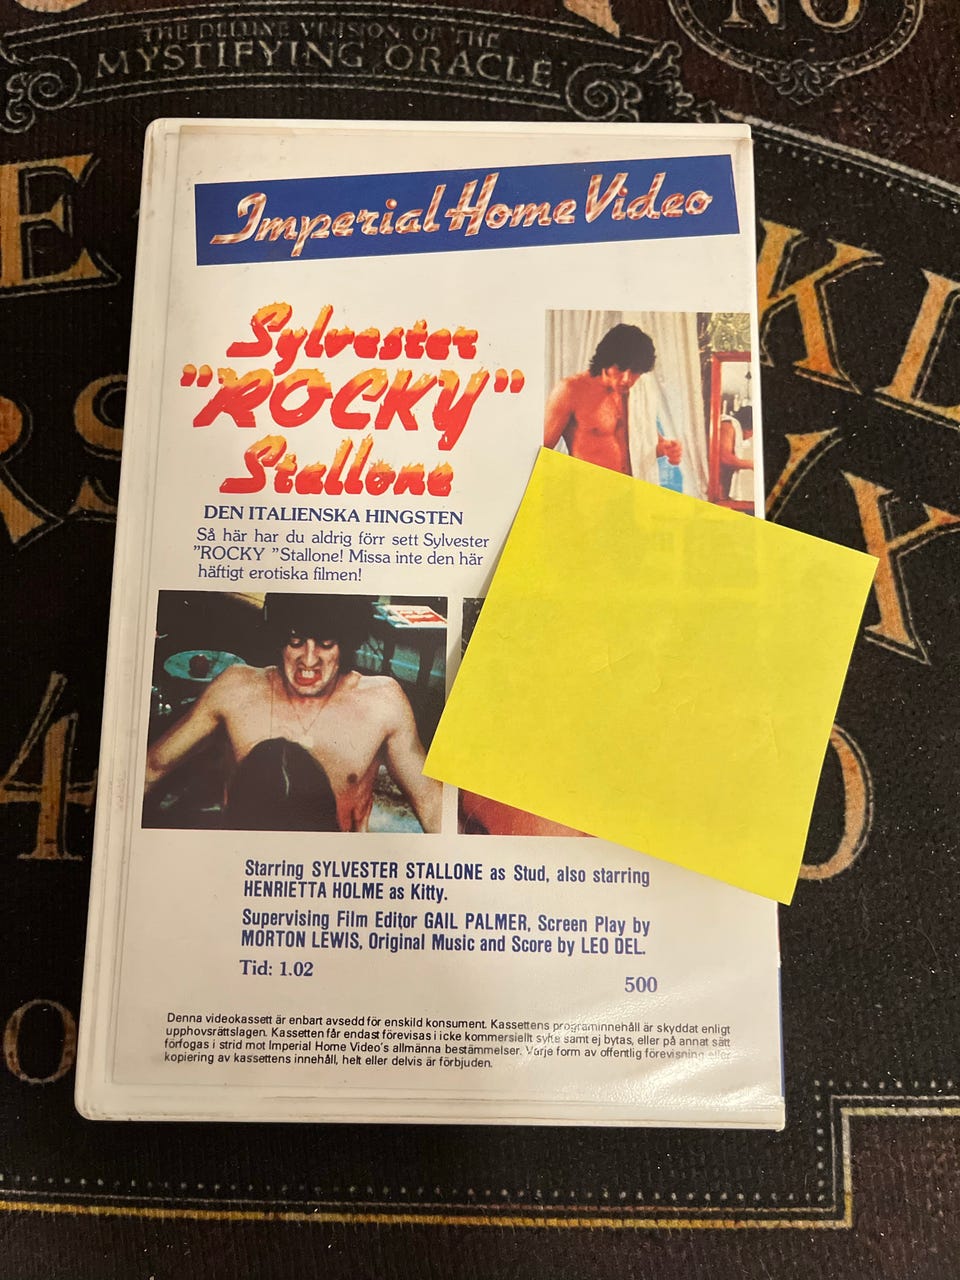 THE DELUXE VERSION OF THE
MYSTIFYING ORACLE
NO
Imperial Home Video
Sylvester
"ROCKY"
Stallone
DEN ITALIENSKA HINGSTEN
Så här har du aldrig förr sett Sylvester
"ROCKY "Stallone! Missa inte den här
häftigt erotiska filmen!
Starring SYLVESTER STALLONE as Stud, also starring
HENRIETTA HOLME as Kitty.
Supervising Film Editor GAIL PALMER, Screen Play by
MORTON LEWIS, Original Music and Score by LEO DEL.
Tid: 1.02
500
Denna videokassett är enbart avsedd för enskild konsument. Kassettens programinnehåll är skyddat enligt
upphovsrättslagen. Kassetten får endast förevisas i icke kommersiellt syfte samt ej bytas, eller på annat sätt
förfogas i strid mot Imperial Home Video's allmänna bestämmelser. Varje form av offentlig förevisning eller
kopiering av kassettens innehåll, helt eller delvis är förbjuden.